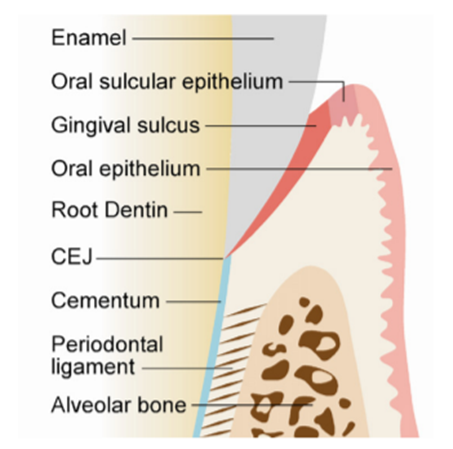 Enamel
Oral sulcular epithelium
Gingival sulcus
Oral epithelium
Root Dentin
CEJ
Cementum
Periodontal
ligament
Alveolar bone